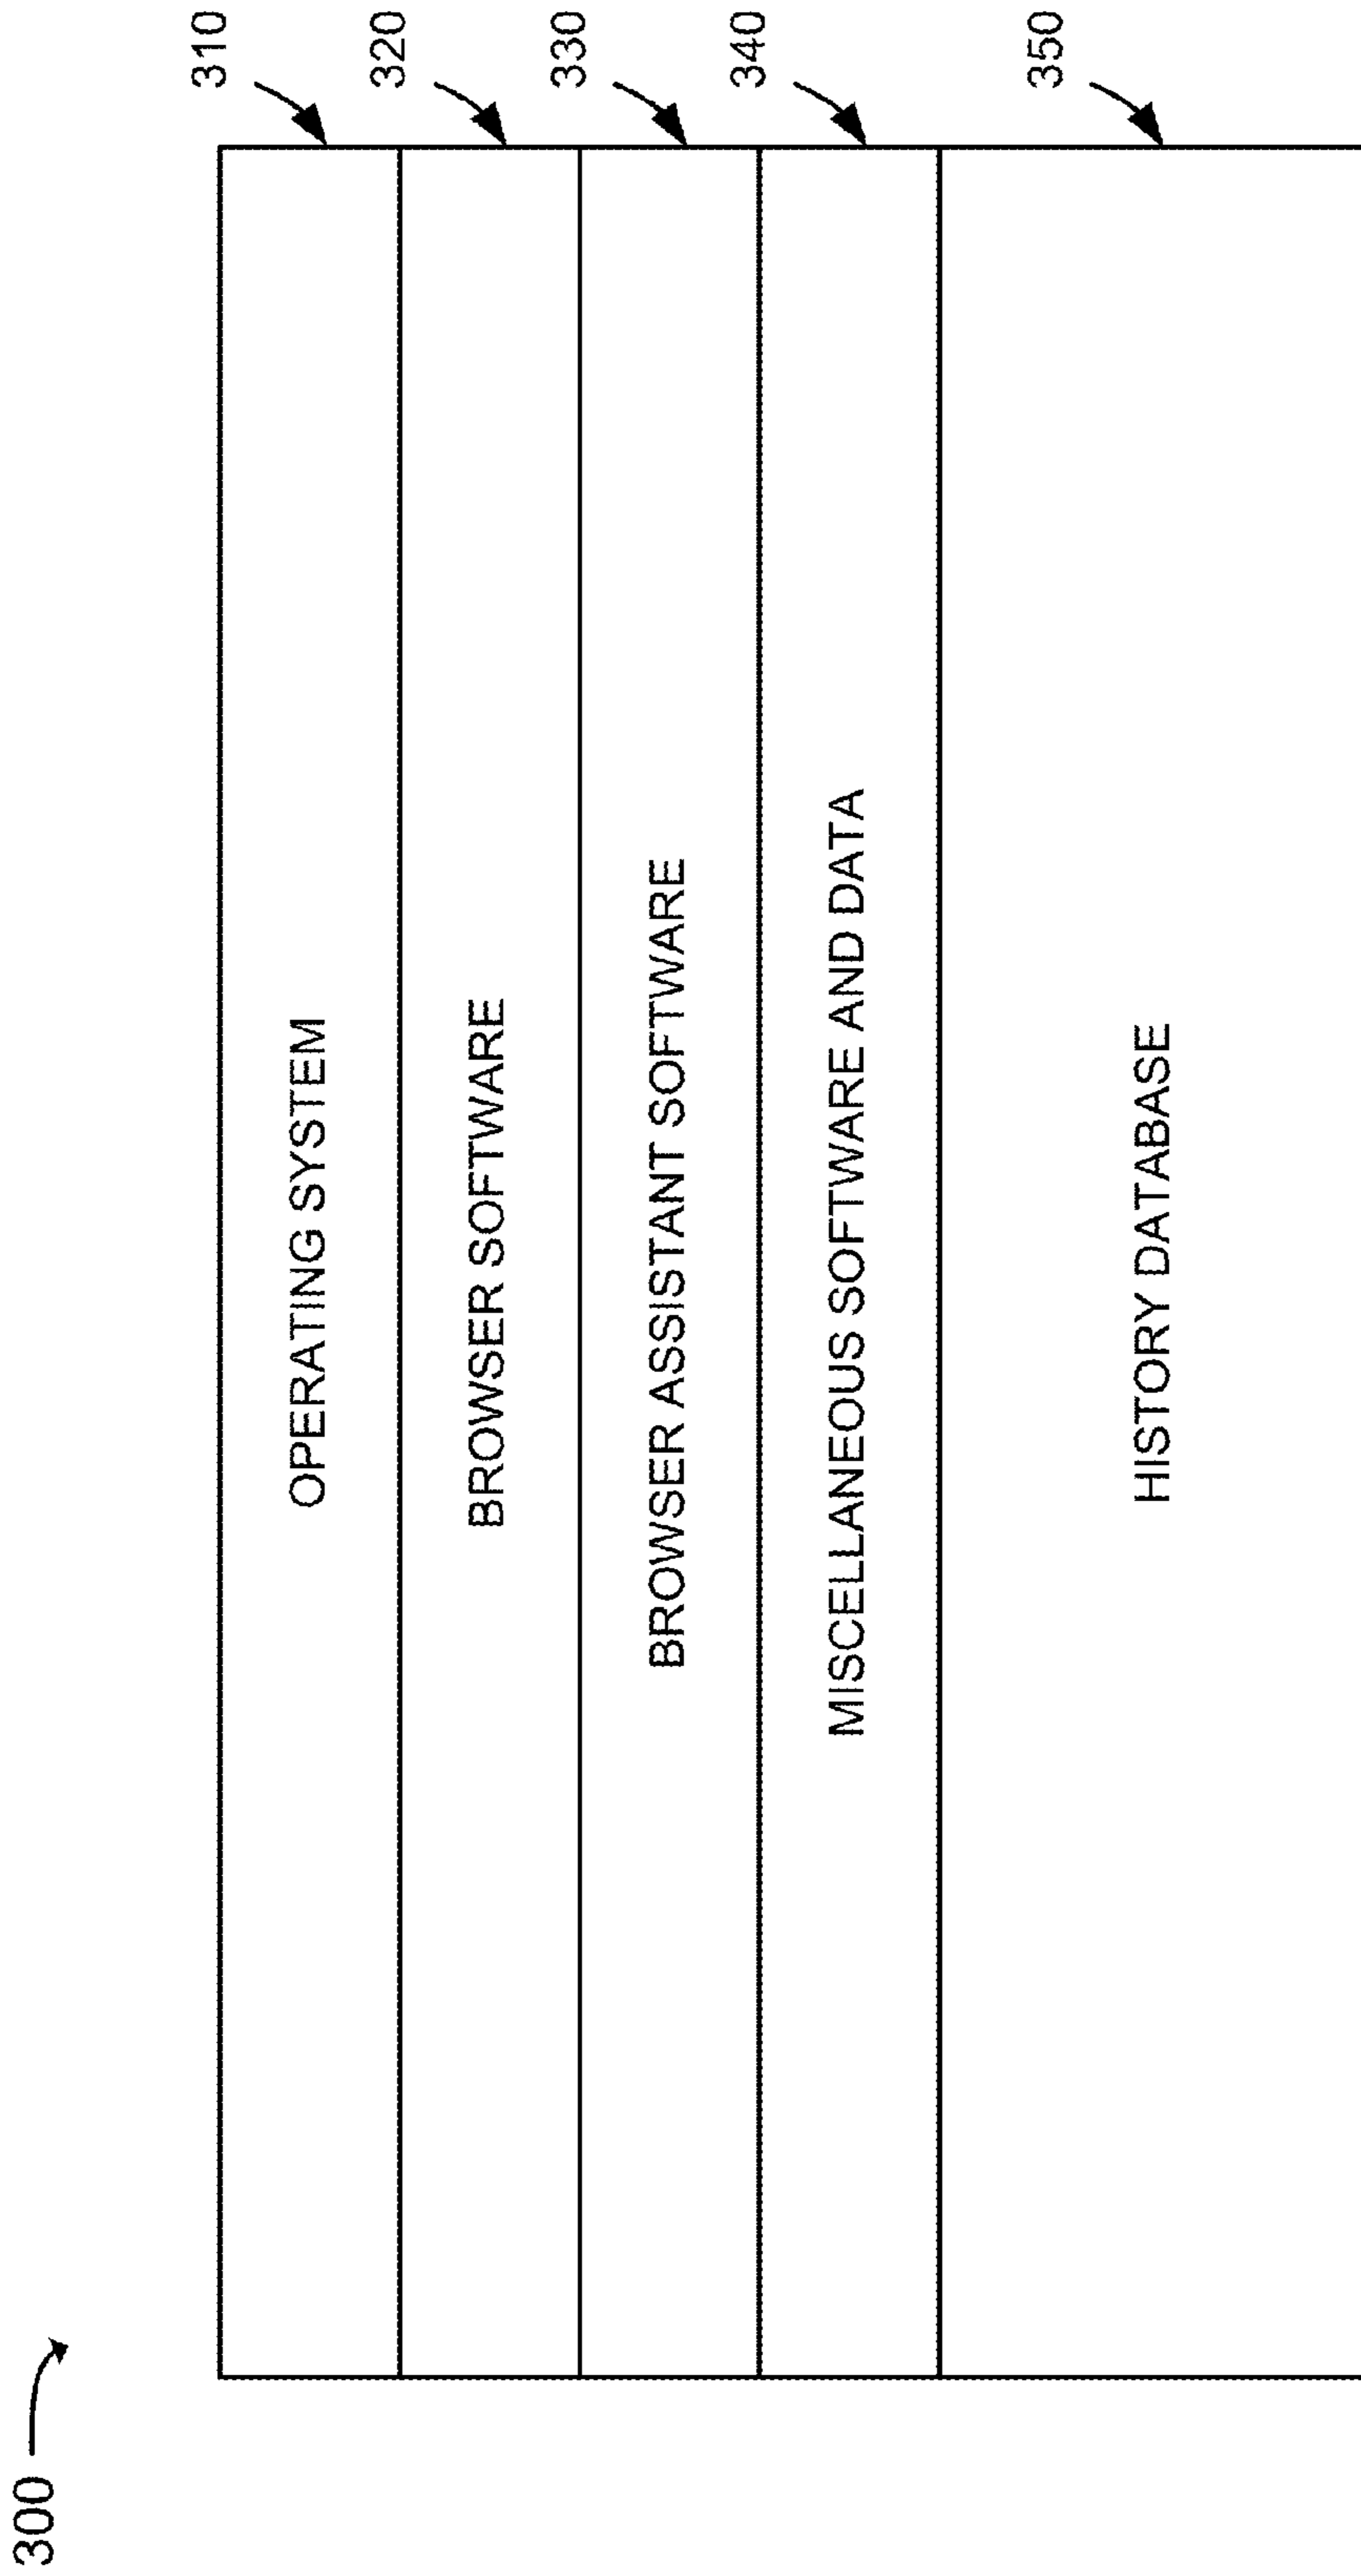 300
310
OPERATING SYSTEM
320
BROWSER SOFTWARE
330
BROWSER ASSISTANT SOFTWARE
340
MISCELLANEOUS SOFTWARE AND DATA
350
HISTORY DATABASE